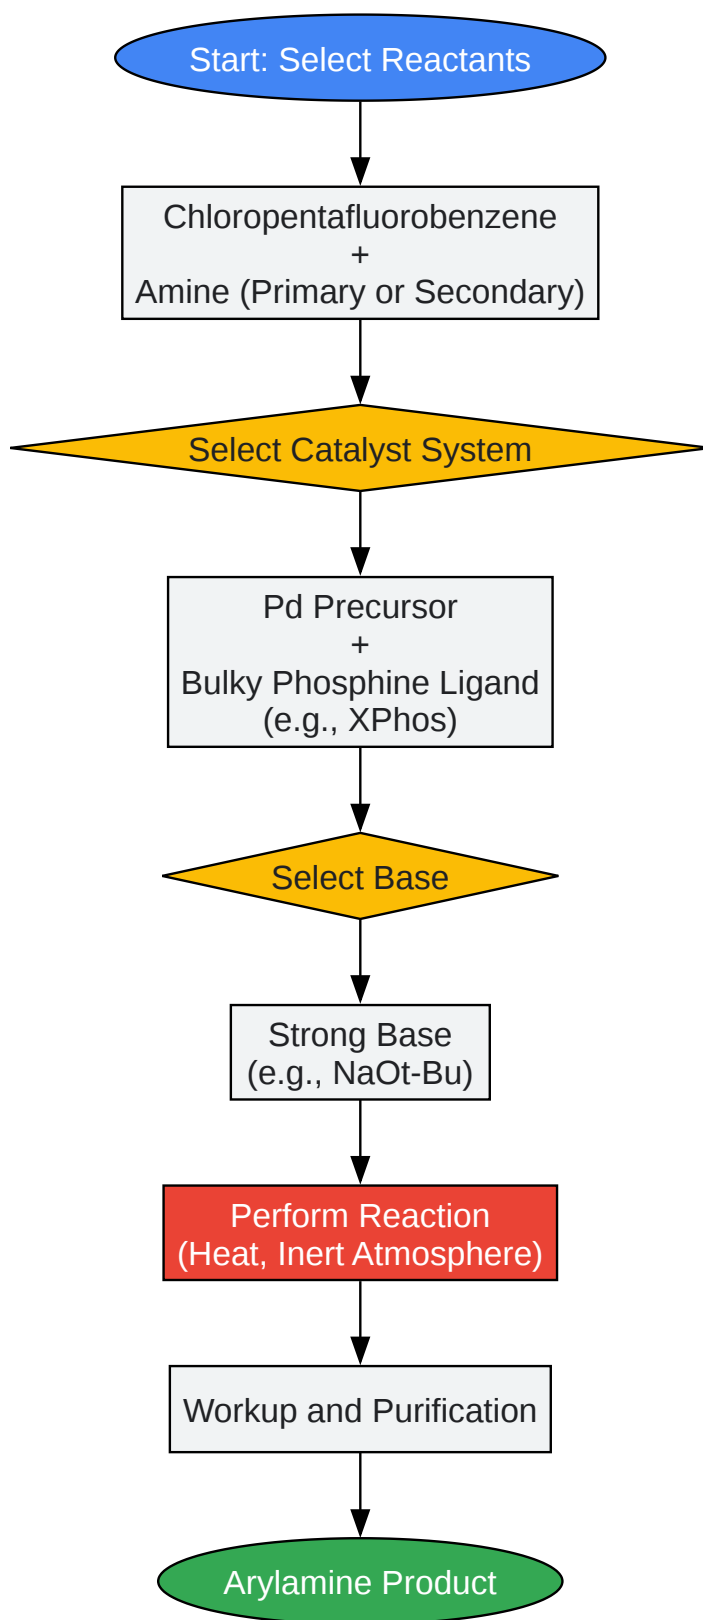 Start: Select Reactants
Chloropentafluorobenzene
+
Amine (Primary or Secondary)
Select Catalyst System
Pd Precursor
+
Bulky Phosphine Ligand
(e.g., XPhos)
Select Base
Strong Base
(e.g., NaOt-Bu)
Perform Reaction
(Heat, Inert Atmosphere)
Workup and Purification
Arylamine Product